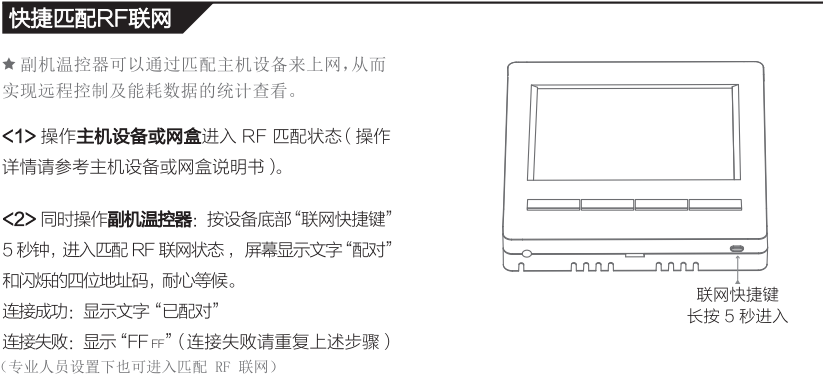 快捷匹配RF联网
★ 副机温控器可以通过匹配主机设备来上网,从而
实现远程控制及能耗数据的统计查看。
<1> 操作主机设备或网盒进入 RF 匹配状态(操作
详情请参考主机设备或网盒说明书)。
<2> 同时操作副机温控器: 按设备底部“联网快捷键”
5秒钟, 进入匹配 RF 联网状态, 屏幕显示文字“配对”
和闪烁的四位地址码, 耐心等候。
连接成功: 显示文字 “已配对”
连接失败: 显示 “FF FF”(连接失败请重复上述步骤)
(专业人员设置下也可进入匹配 RF 联网)
联网快捷键
长按 5 秒进入